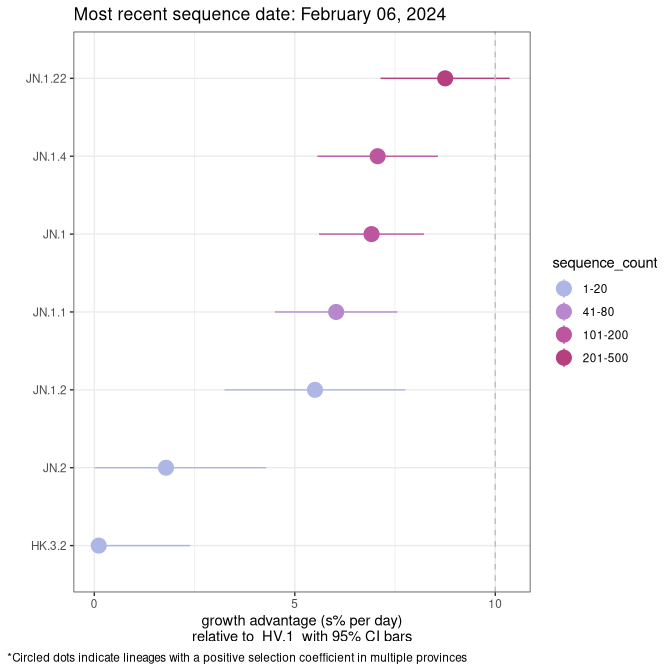 Most recent sequence date: February 06, 2024
JN.1.22
JN.1.4
JN.1
JN.1.1
JN.1.2
JN.2
HK.3.2
0
5
10
growth advantage (s% per day)
relative to  HV.1  with 95% CI bars
sequence_count
1-20
41-80
101-200
201-500
*Circled dots indicate lineages with a positive selection coefficient in multiple provinces